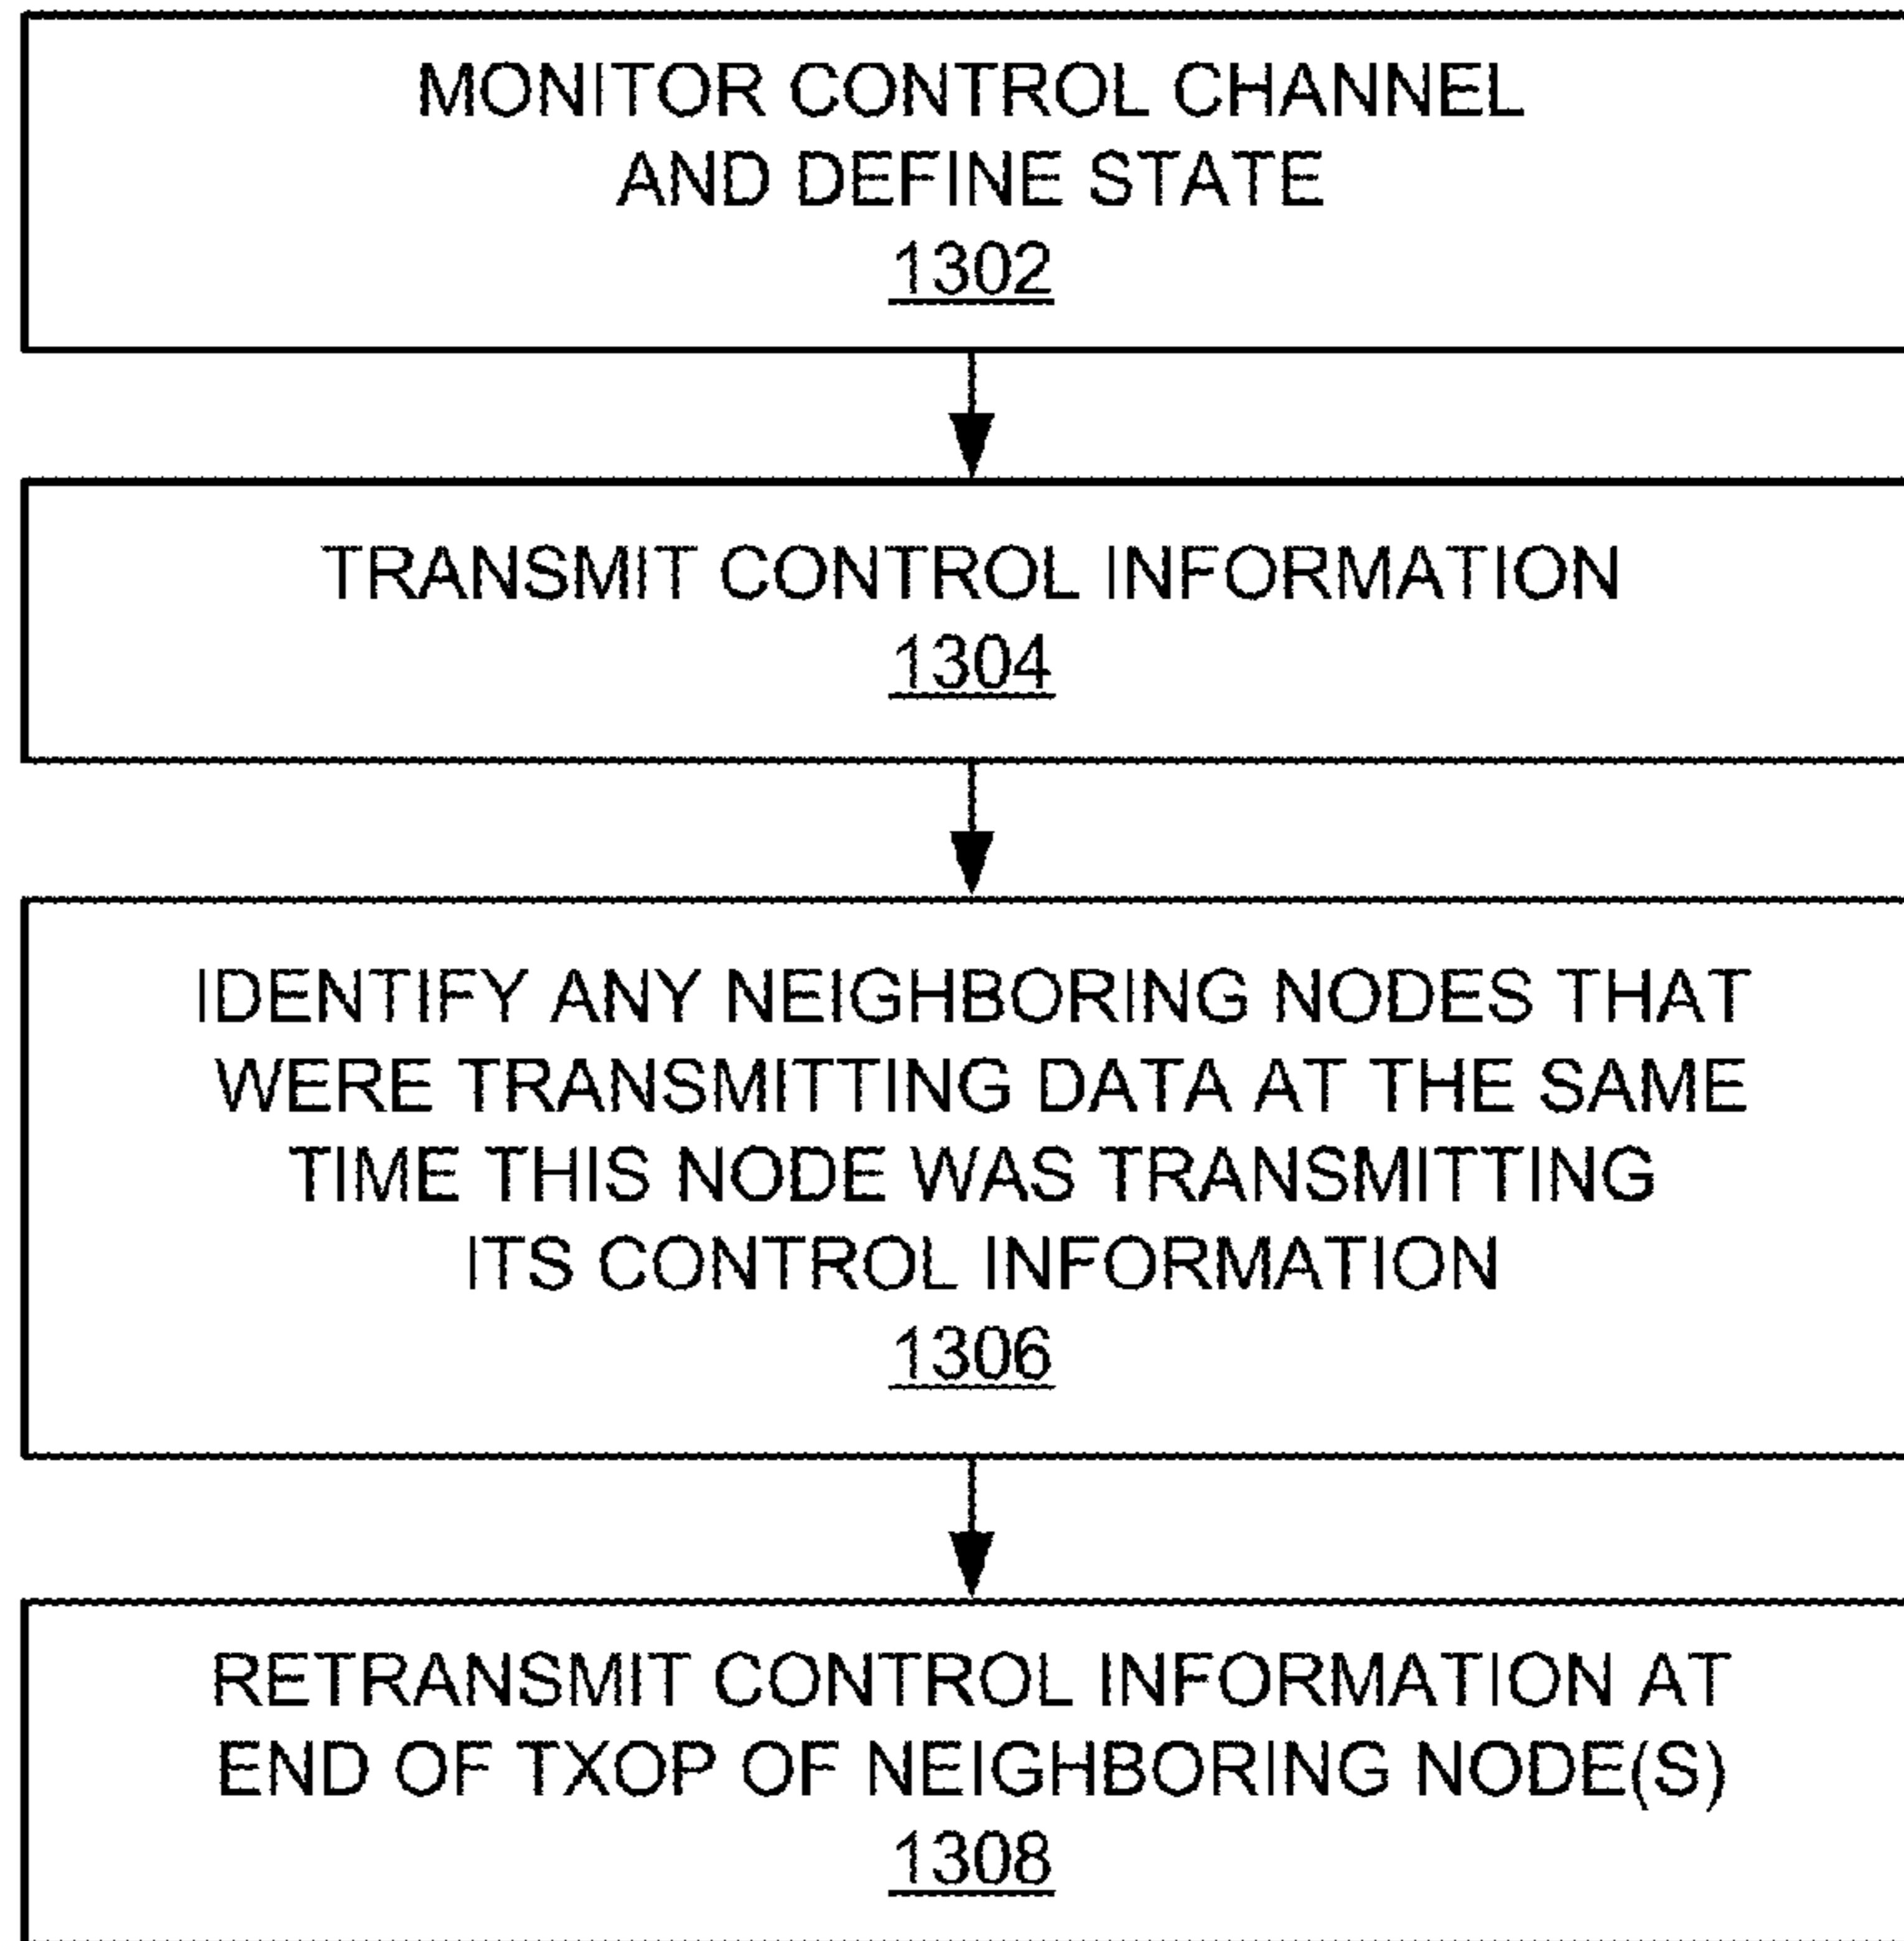 MONITOR CONTROL CHANNEL
AND DEFINE STATE
1302
TRANSMIT CONTROL INFORMATION
1304
IDENTIFY ANY NEIGHBORING NODES THAT
WERE TRANSMITTING DATA AT THE SAME
TIME THIS NODE WAS TRANSMITTING
ITS CONTROL INFORMATION
1306
RETRANSMIT CONTROL INFORMATION AT
END OF TXOP OF NEIGHBORING NODE(S)
1308